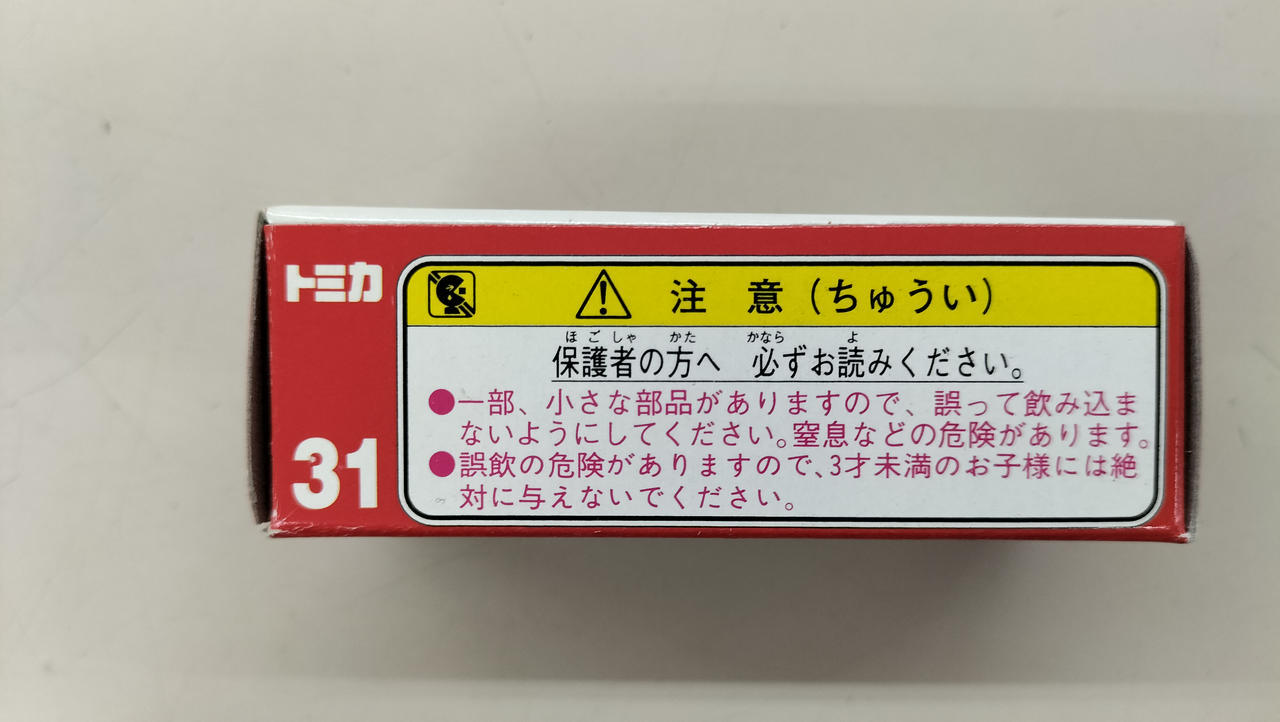 トミカ
31
注 意 (ちゅうい)
ほごしゃ かた かなら よ
保護者の方へ 必ずお読みください。
●一部、小さな部品がありますので、誤って飲み込ま
ないようにしてください。窒息などの危険があります。
●誤飲の危険がありますので、3才未満のお子様には絶
対に与えないでください。